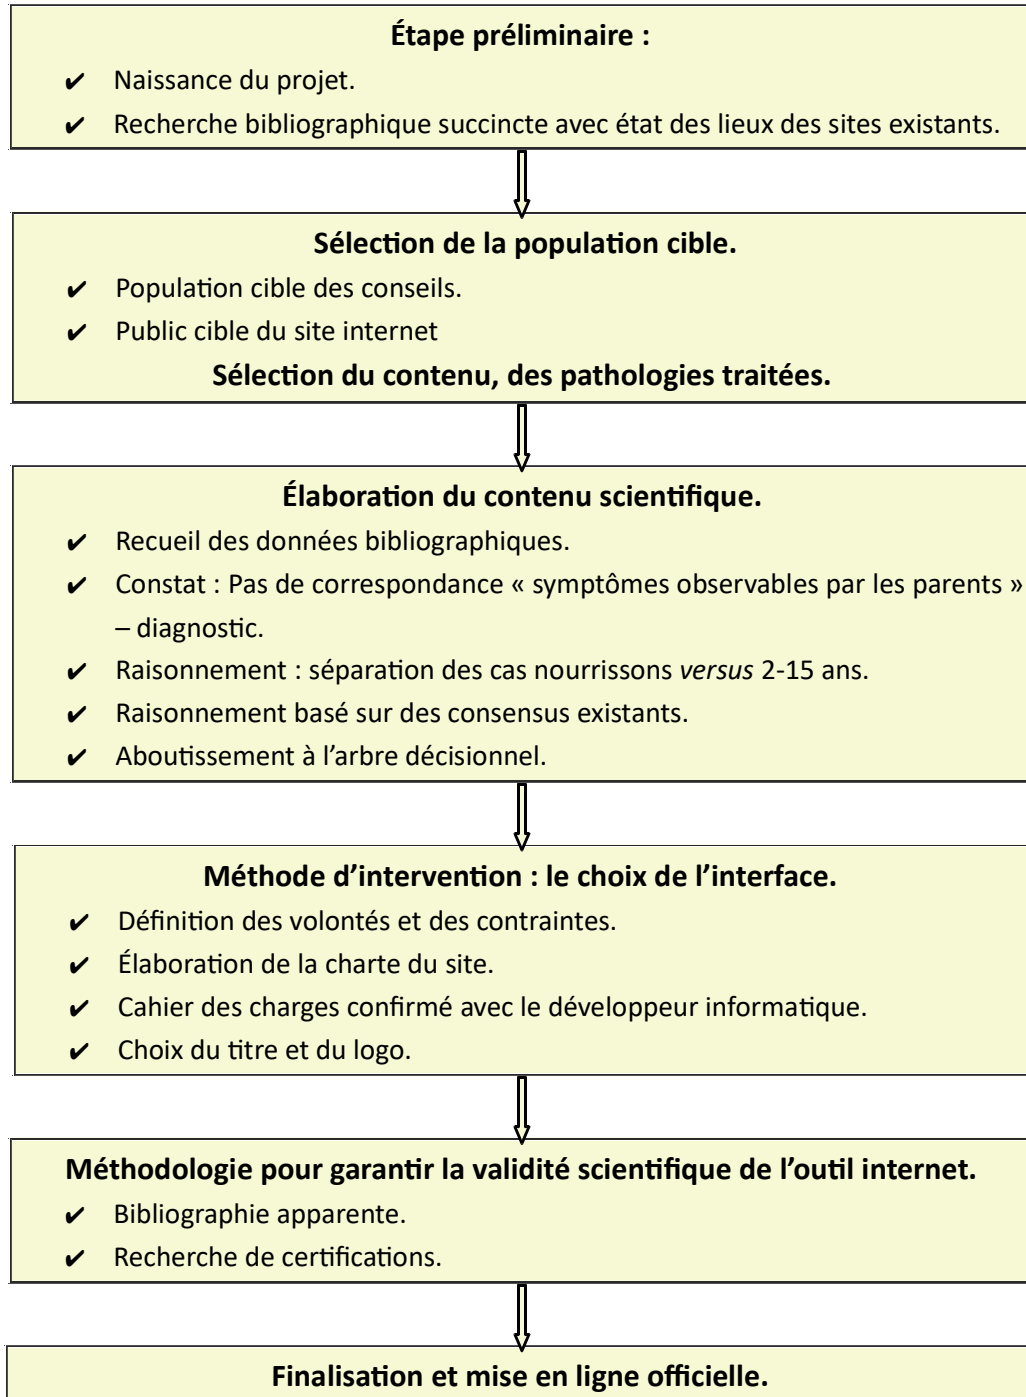 Étape préliminaire :
✔ Naissance du projet.
✔ Recherche bibliographique succincte avec état des lieux des sites existants.
Sélection de la population cible.
✔ Population cible des conseils.
✔ Public cible du site internet
Sélection du contenu, des pathologies traitées.
Élaboration du contenu scientifique.
✔ Recueil des données bibliographiques.
✔ Constat : Pas de correspondance « symptômes observables par les parents »
– diagnostic.
✔ Raisonnement : séparation des cas nourrissons versus 2-15 ans.
✔ Raisonnement basé sur des consensus existants.
✔ Aboutissement à l’arbre décisionnel.
Méthode d’intervention : le choix de l’interface.
✔ Définition des volontés et des contraintes.
✔ Élaboration de la charte du site.
✔ Cahier des charges confirmé avec le développeur informatique.
✔ Choix du titre et du logo.
Méthodologie pour garantir la validité scientifique de l’outil internet.
✔ Bibliographie apparente.
✔ Recherche de certifications.
Finalisation et mise en ligne officielle.